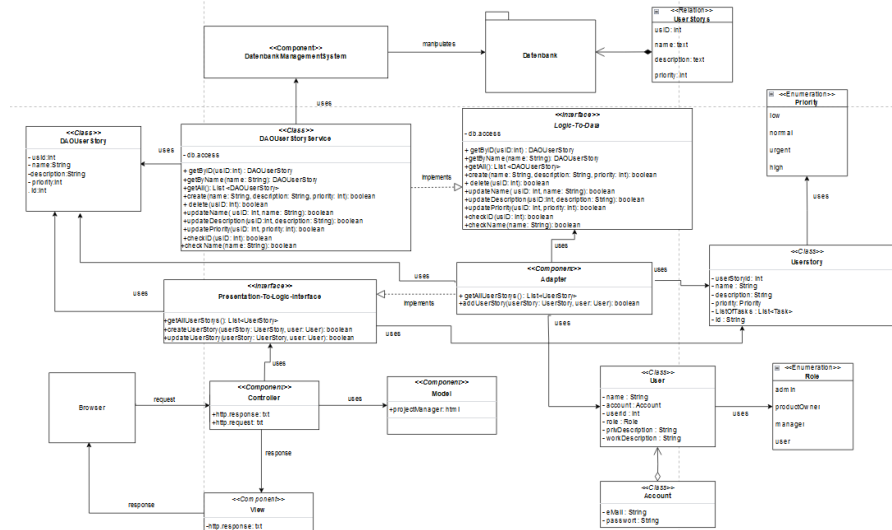 <<Component>>
DatenbankManagementSystem
manipulates
Datenbank
<<Relation>>
UserStorys
usID: int
name: text
description: text
priority: int
uses
<<Enumeration>>
Priority
low
normal
urgent
high
uses
<<Class>>
DAOUserStory
- usId:int
- name:String
-description: String
- priority:int
. id:int
uses
<<Class>>
DAOUserStoryService
- db.access
+ getByID(usID: int) : DAOUserStory
+getByName(name: String): DAOUserStory
+getAll(): List <DAOUserStory>
+create(name: String, description: String, priority: int): boolean
+ delete(usID: int): boolean
+updateName( usID: int, name: String): boolean
+updateDescription(usID:int, description: String): boolean
+updatePriority(usID: int, priority: int): boolean
+checkID(usID: int): boolean
+checkName(name: String): boolean
implements
<<Interface>>
Logic-To-Data
- db.access
+ getByID(usID: int) : DAOUserStory
+getByName(name: String): DAOUserStory
+getAll(): List <DAOUserStory>
+create(name: String, description: String, priority: int): boolean
+ delete(usID: int): boolean
+updateName( usID: int, name: String): boolean
+updateDescription(usID:int, description: String): boolean
+updatePriority(usID: int, priority: int): boolean
+checkID(usID: int): boolean
+checkName(name: String): boolean
uses
<<Component>>
Adapter
+ getAllUserStorys(): List<UserStory>
+addUserStory(userStory: UserStory, user: User): boolean
uses
<<Class>>
Userstory
- userStoryId: int
- name : String
- description: String
- priority: Priority
- ListOfTasks : List<Task>
- id : String
uses
<<Interface>>
Presentation-To-Logic-Interface
+getAllUserStorys(): List<UserStory>
+createUserStory(userStory: UserStory, user: User): boolean
+updateUserStory(userStory: UserStory, user: User): boolean
implements
uses
uses
uses
Browser
request
<<Component>>
Controller
+http.response: txt
+http.request: txt
uses
<<Component>>
Model
+projectManager: html
<<Class>>
User
- name : String
- account : Account
- userId : int
- role : Role
- privDescription : String
- workDescription : String
uses
<<Enumeration>>
Role
admin
productOwner
manager
user
response
response
<<Component>>
View
-http.response: txt
<<Class>>
Account
- eMail : String
- passwort : String